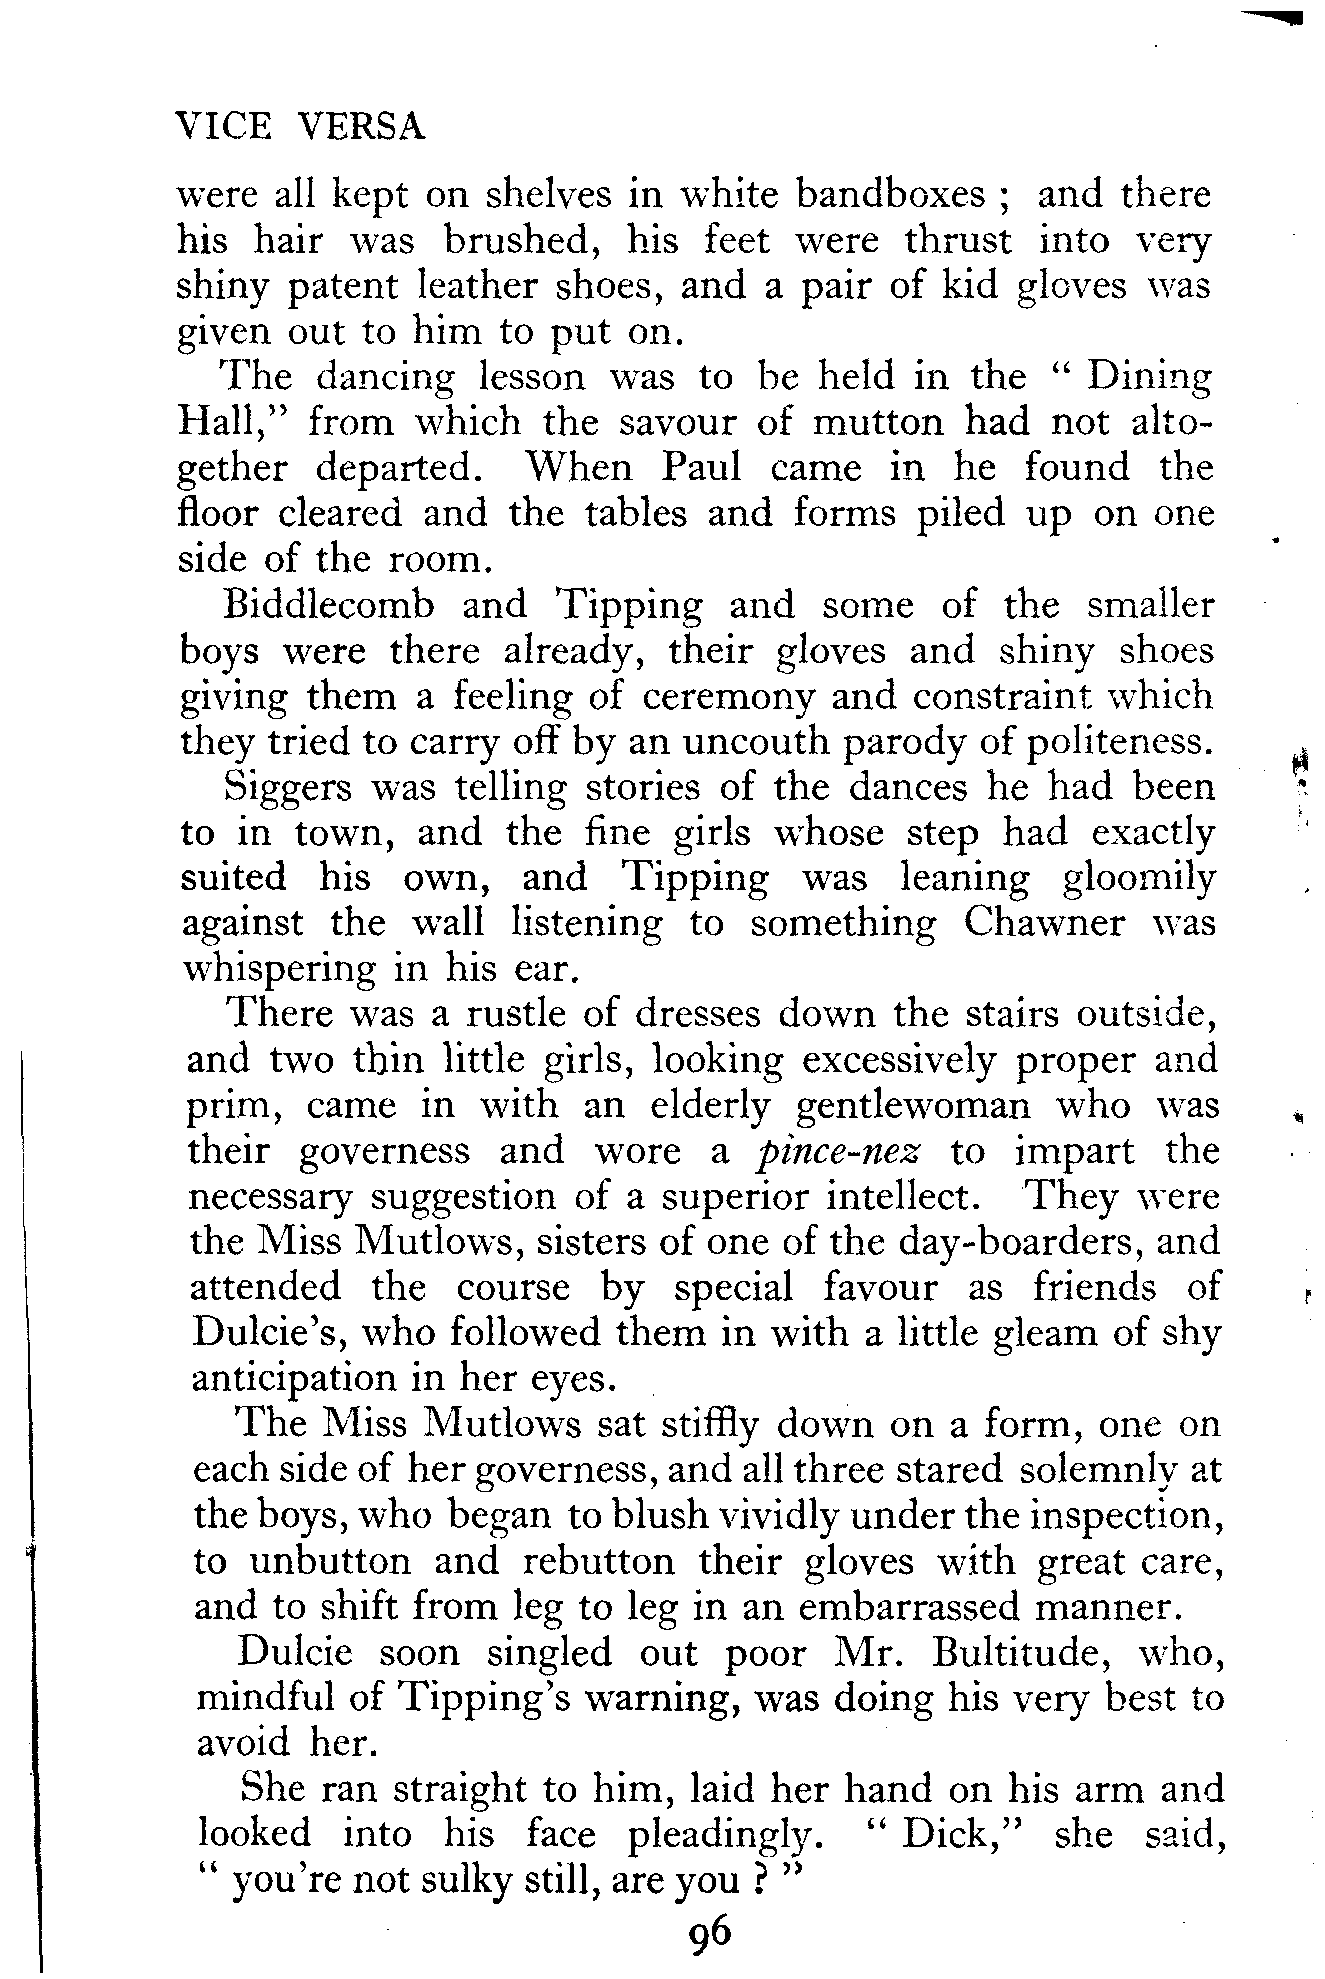 VICE VERSA
were all kept on shelves in white bandboxes ; and there
his hair was brushed, his feet were thrust into very
shiny patent leather shoes, and a pair of kid gloves was
given out to him to put on.
The dancing lesson was to be held in the “ Dining
Hall,” from which the savour of mutton had not alto-
gether departed. When Paul came in he found the
floor cleared and the tables and forms piled up on one
side of the room.
Biddlecomb and Tipping and some of the smaller
boys were there already, their gloves and shiny shoes
giving them a feeling of ceremony and constraint which
they tried to carry off by an uncouth parody of politeness.
Siggers was telling stories of the dances he had been
to in town, and the fine girls whose step had exactly
suited his own, and Tipping was leaning gloomily
against the wall listening to something Chawner was
whispering in his ear.
There was a rustle of dresses down the stairs outside,
and two thin little girls, looking excessively proper and
prim, came in with an elderly gentlewoman who was
their governess and wore a pince-nez to impart the
necessary suggestion of a superior intellect. They were
the Miss Mutlows, sisters of one of the day-boarders, and
attended the course by special favour as friends of
Dulcie’s, who followed them in with a little gleam of shy
anticipation in her eyes.
The Miss Mutlows sat stiffly down on a form, one on
each side of her governess, and all three stared solemnly at
the boys, who began to blush vividly under the inspection,
to unbutton and rebutton their gloves with great care,
and to shift from leg to leg in an embarrassed manner.
Dulcie soon singled out poor Mr. Bultitude, who,
mindful of Tipping’s warning, was doing his very best to
avoid her.
She ran straight to him, laid her hand on his arm and
looked into his face pleadingly. “ Dick,” she said,
“ you’re not sulky still, are you ? ”
96